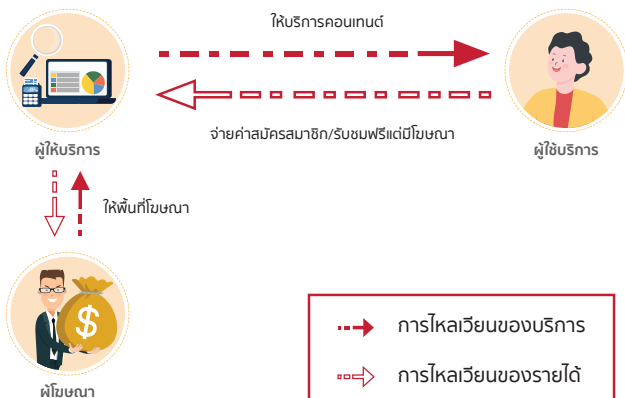 ให้บริการคอนเทนต์
จ่ายค่าสมัครสมาชิก/รับชมฟรีแต่มีโฆษณา
ผู้ให้บริการ
ผู้ใช้บริการ
ให้พื้นที่โฆษณา
$
ผู้โฆษณา
การไหลเวียนของบริการ
การไหลเวียนของรายได้